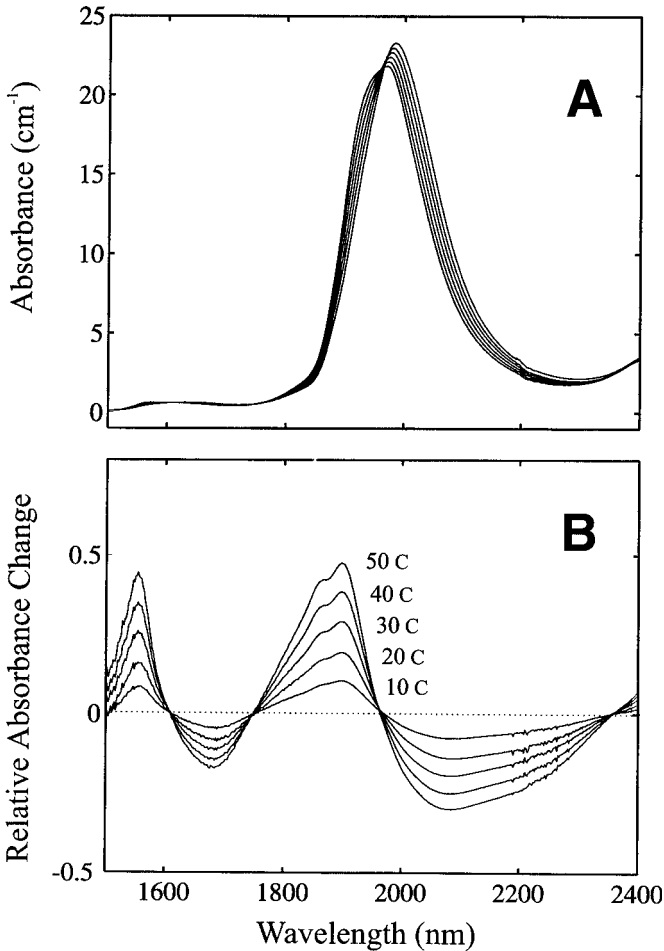 25
20
15
10
5
0
Absorbance (cm⁻¹)
A
0.5
0
-0.5
Relative Absorbance Change
B
50 C
40 C
30 C
20 C
10 C
1600 1800 2000 2200 2400
Wavelength (nm)